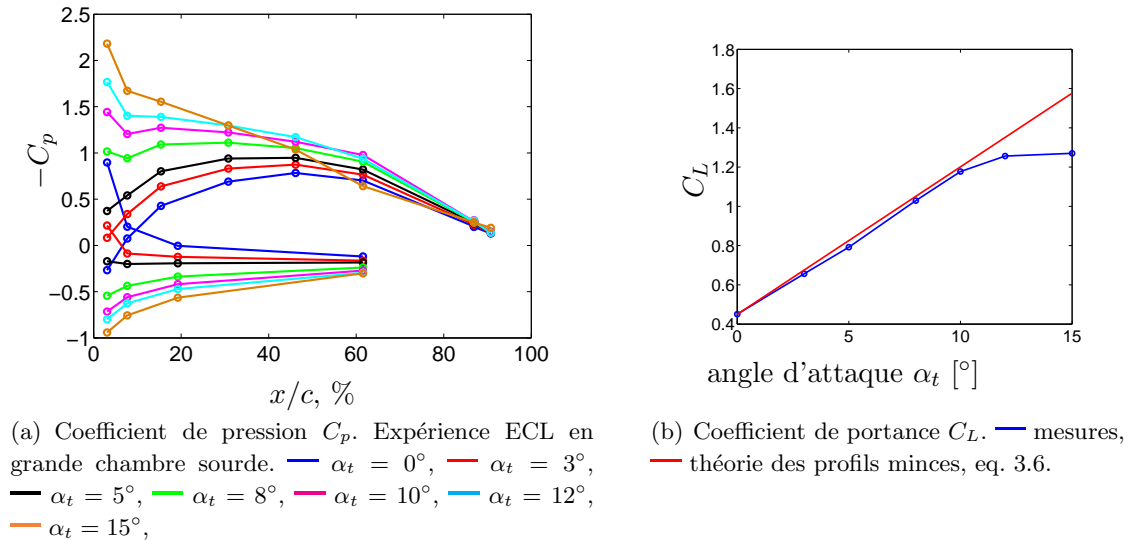 2.5
2
1.5
1
0.5
0
−0.5
−1
−C_p
0 20 40 60 80 100
x/c, %
1.8
1.6
1.4
1.2
1
0.8
0.6
0.4
C_L
0 5 10 15
angle d'attaque α_t [°]
(a) Coefficient de pression C_p. Expérience ECL en
grande chambre sourde. α_t = 0°, α_t = 3°,
α_t = 5°, α_t = 8°, α_t = 10°, α_t = 12°,
α_t = 15°,
(b) Coefficient de portance C_L. mesures,
théorie des profils minces, eq. 3.6.